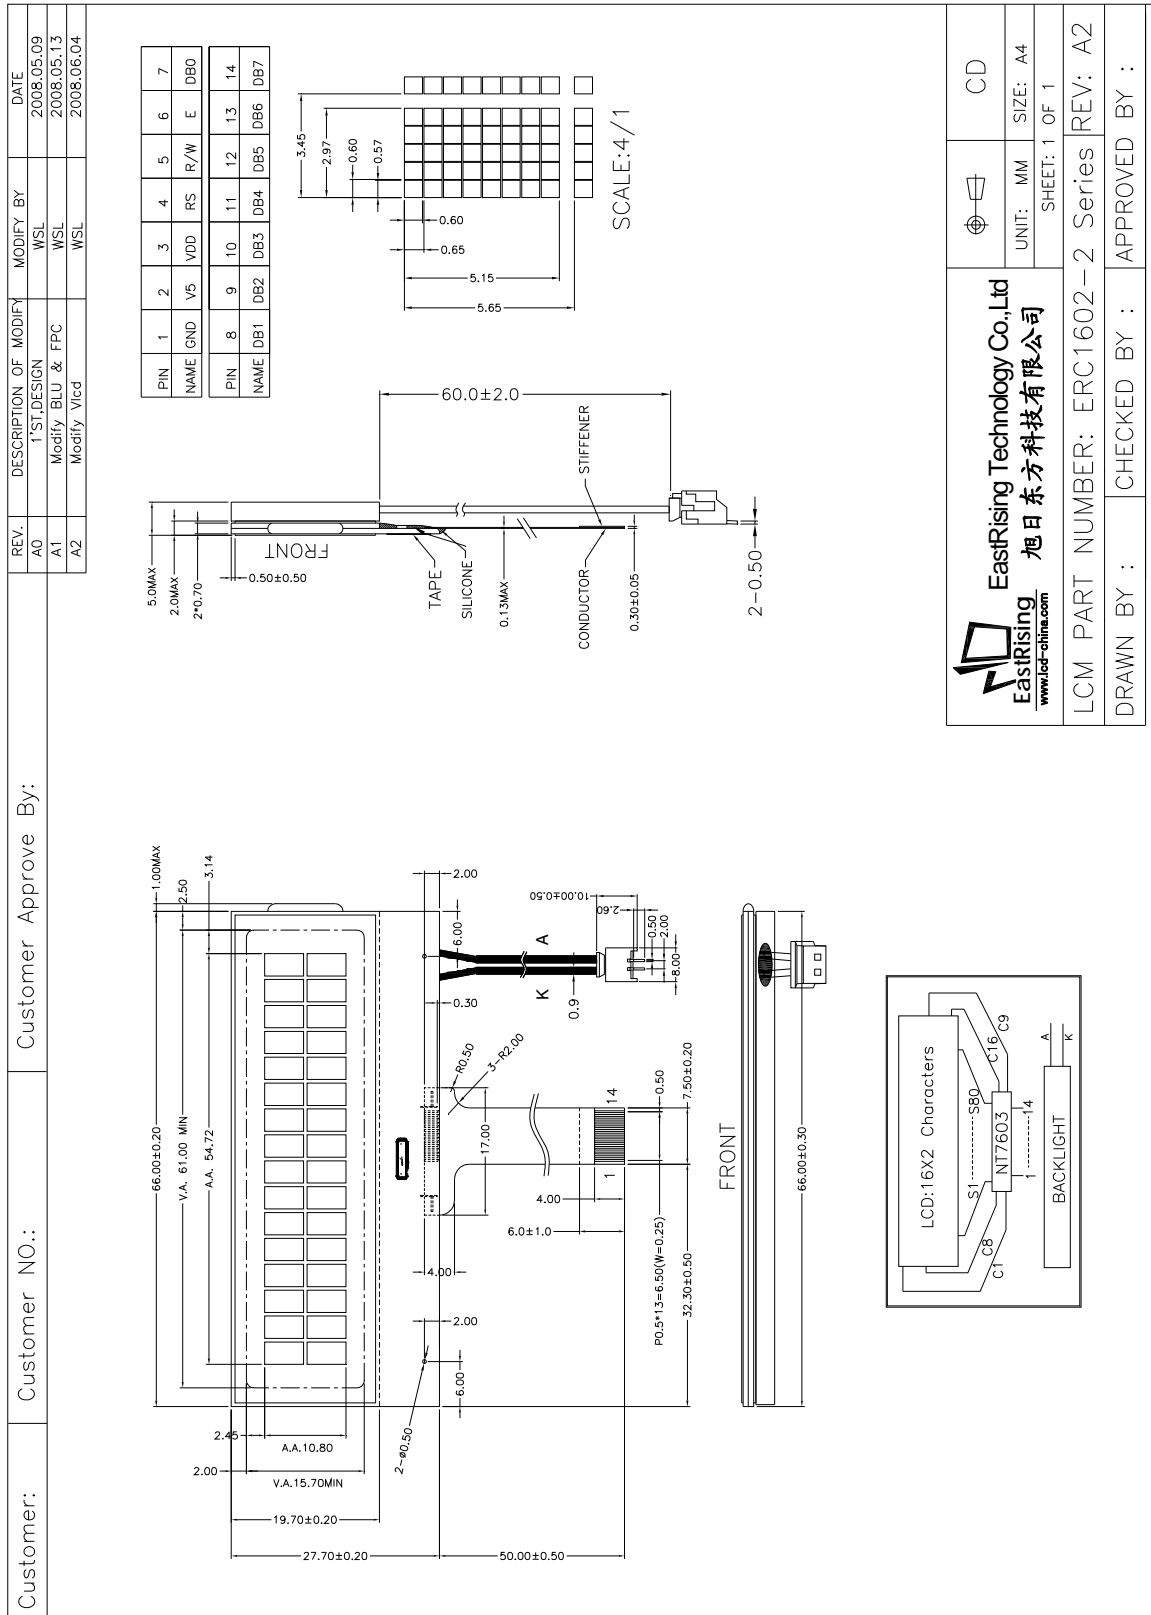 Customer:
Customer NO.:
Customer Approve By:
REV.
DESCRIPTION OF MODIFY
MODIFY BY
DATE
A0
1'ST,DESIGN
WSL
2008.05.09
A1
Modify BLU & FPC
WSL
2008.05.13
A2
Modify Vlcd
WSL
2008.06.04
PIN 1 2 3 4 5 6 7
NAME GND V5 VDD RS R/W E DB0
PIN 8 9 10 11 12 13 14
NAME DB1 DB2 DB3 DB4 DB5 DB6 DB7
3.45
2.97
0.60
0.57
0.60
0.65
5.15
5.65
SCALE:4/1
5.0MAX
2.0MAX
2*0.70
0.50±0.50
FRONT
TAPE
SILICONE
0.13MAX
CONDUCTOR
STIFFENER
0.30±0.05
60.0±2.0
2-0.50
66.00±0.20
V.A. 61.00 MIN
A.A. 54.72
1.00MAX
2.50
3.14
2.45
A.A.10.80
2.00
V.A.15.70MIN
19.70±0.20
27.70±0.20
50.00±0.50
2.00
6.00
0.30
A
K
0.9
10.00±0.50
2.60
0.50
2.00
8.00
R0.50
3-R2.00
17.00
4.00
2.00
6.00
2-ø0.50
1
14
4.00
6.0±1.0
0.50
7.50±0.20
P0.5*13=6.50(W=0.25)
32.30±0.50
FRONT
66.00±0.30
LCD:16X2 Characters
S1
S80
C8
C1
C16
C9
NT7603
1
14
BACKLIGHT
A
K
EastRising
www.lcd-china.com
EastRising Technology Co.,Ltd
旭日东方科技有限公司
CD
UNIT: MM
SIZE: A4
SHEET: 1 OF 1
LCM PART NUMBER: ERC1602-2 Series
REV: A2
DRAWN BY :
CHECKED BY :
APPROVED BY :